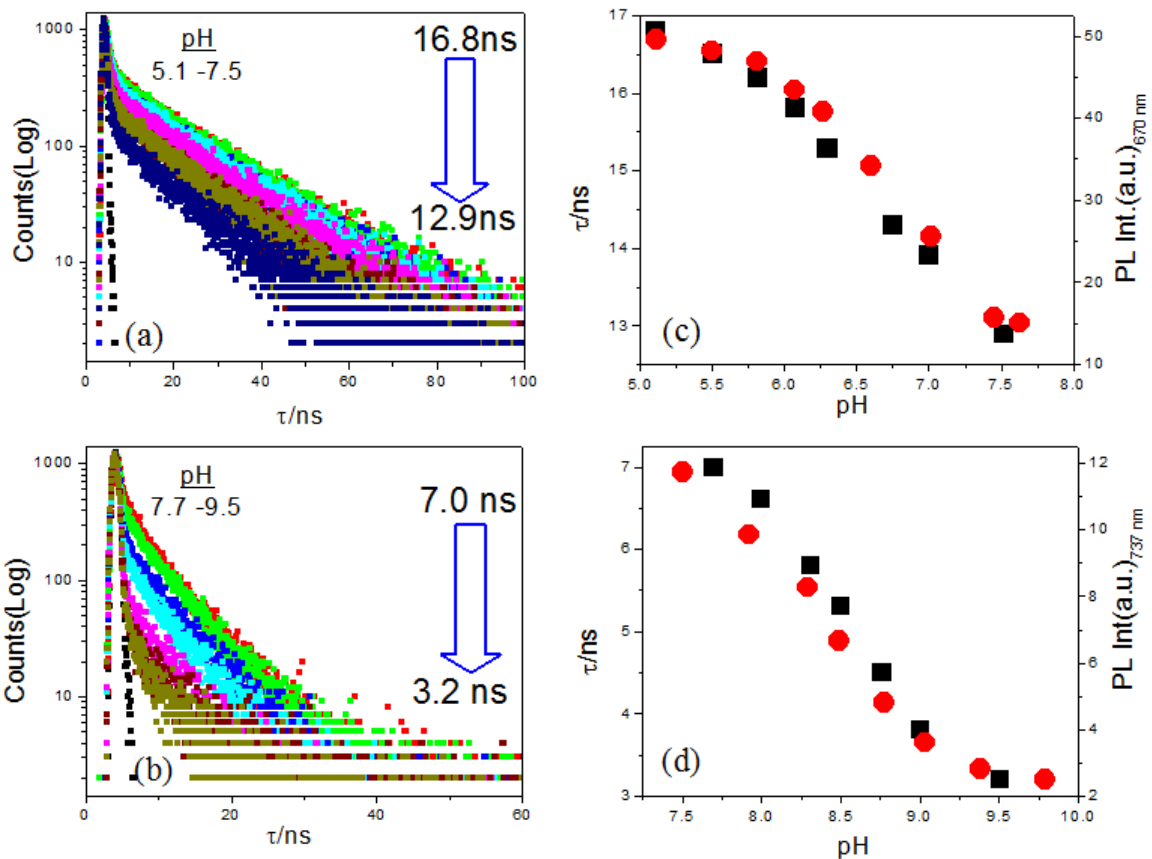 1000
100
10
Counts(Log)
pH
5.1 -7.5
16.8ns
12.9ns
(a)
0
20
40
60
80
100
τ/ns
17
16
15
14
13
τ/ns
50
40
30
20
10
PL Int.(a.u.)670 nm
(c)
5.0
5.5
6.0
6.5
7.0
7.5
8.0
pH
1000
100
10
Counts(Log)
pH
7.7 -9.5
7.0 ns
3.2 ns
(b)
0
20
40
60
τ/ns
7
6
5
4
3
τ/ns
12
10
8
6
4
2
PL Int(a.u.)737 nm
(d)
7.5
8.0
8.5
9.0
9.5
10.0
pH